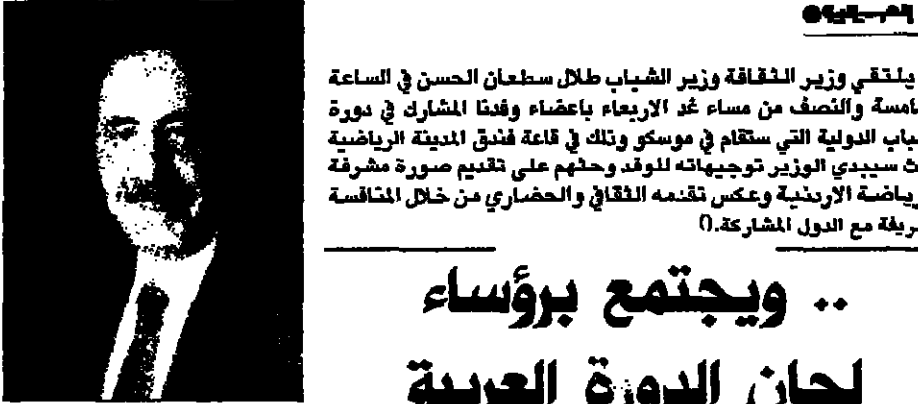 يلتقي وزير الثقافة وزير الشباب طلال سطعان الحسن في الساعة
امسة والنصف من مساء غد الاربعاء باعضاء وفدنا المشارك في دورة
باب الدولية التي ستقام في موسكو وذلك في قاعة فندق المدينة الرياضية
ث سيبدي الوزير توجيهاته للوفد وحثهم على تقديم صورة مشرفة
رياضة الاردنية وعكس تقدمه الثقافي والحضاري من خلال المنافسة
ريفة مع الدول المشاركة.()
.. ويجتمع برؤساء
لجان الدورة العربية